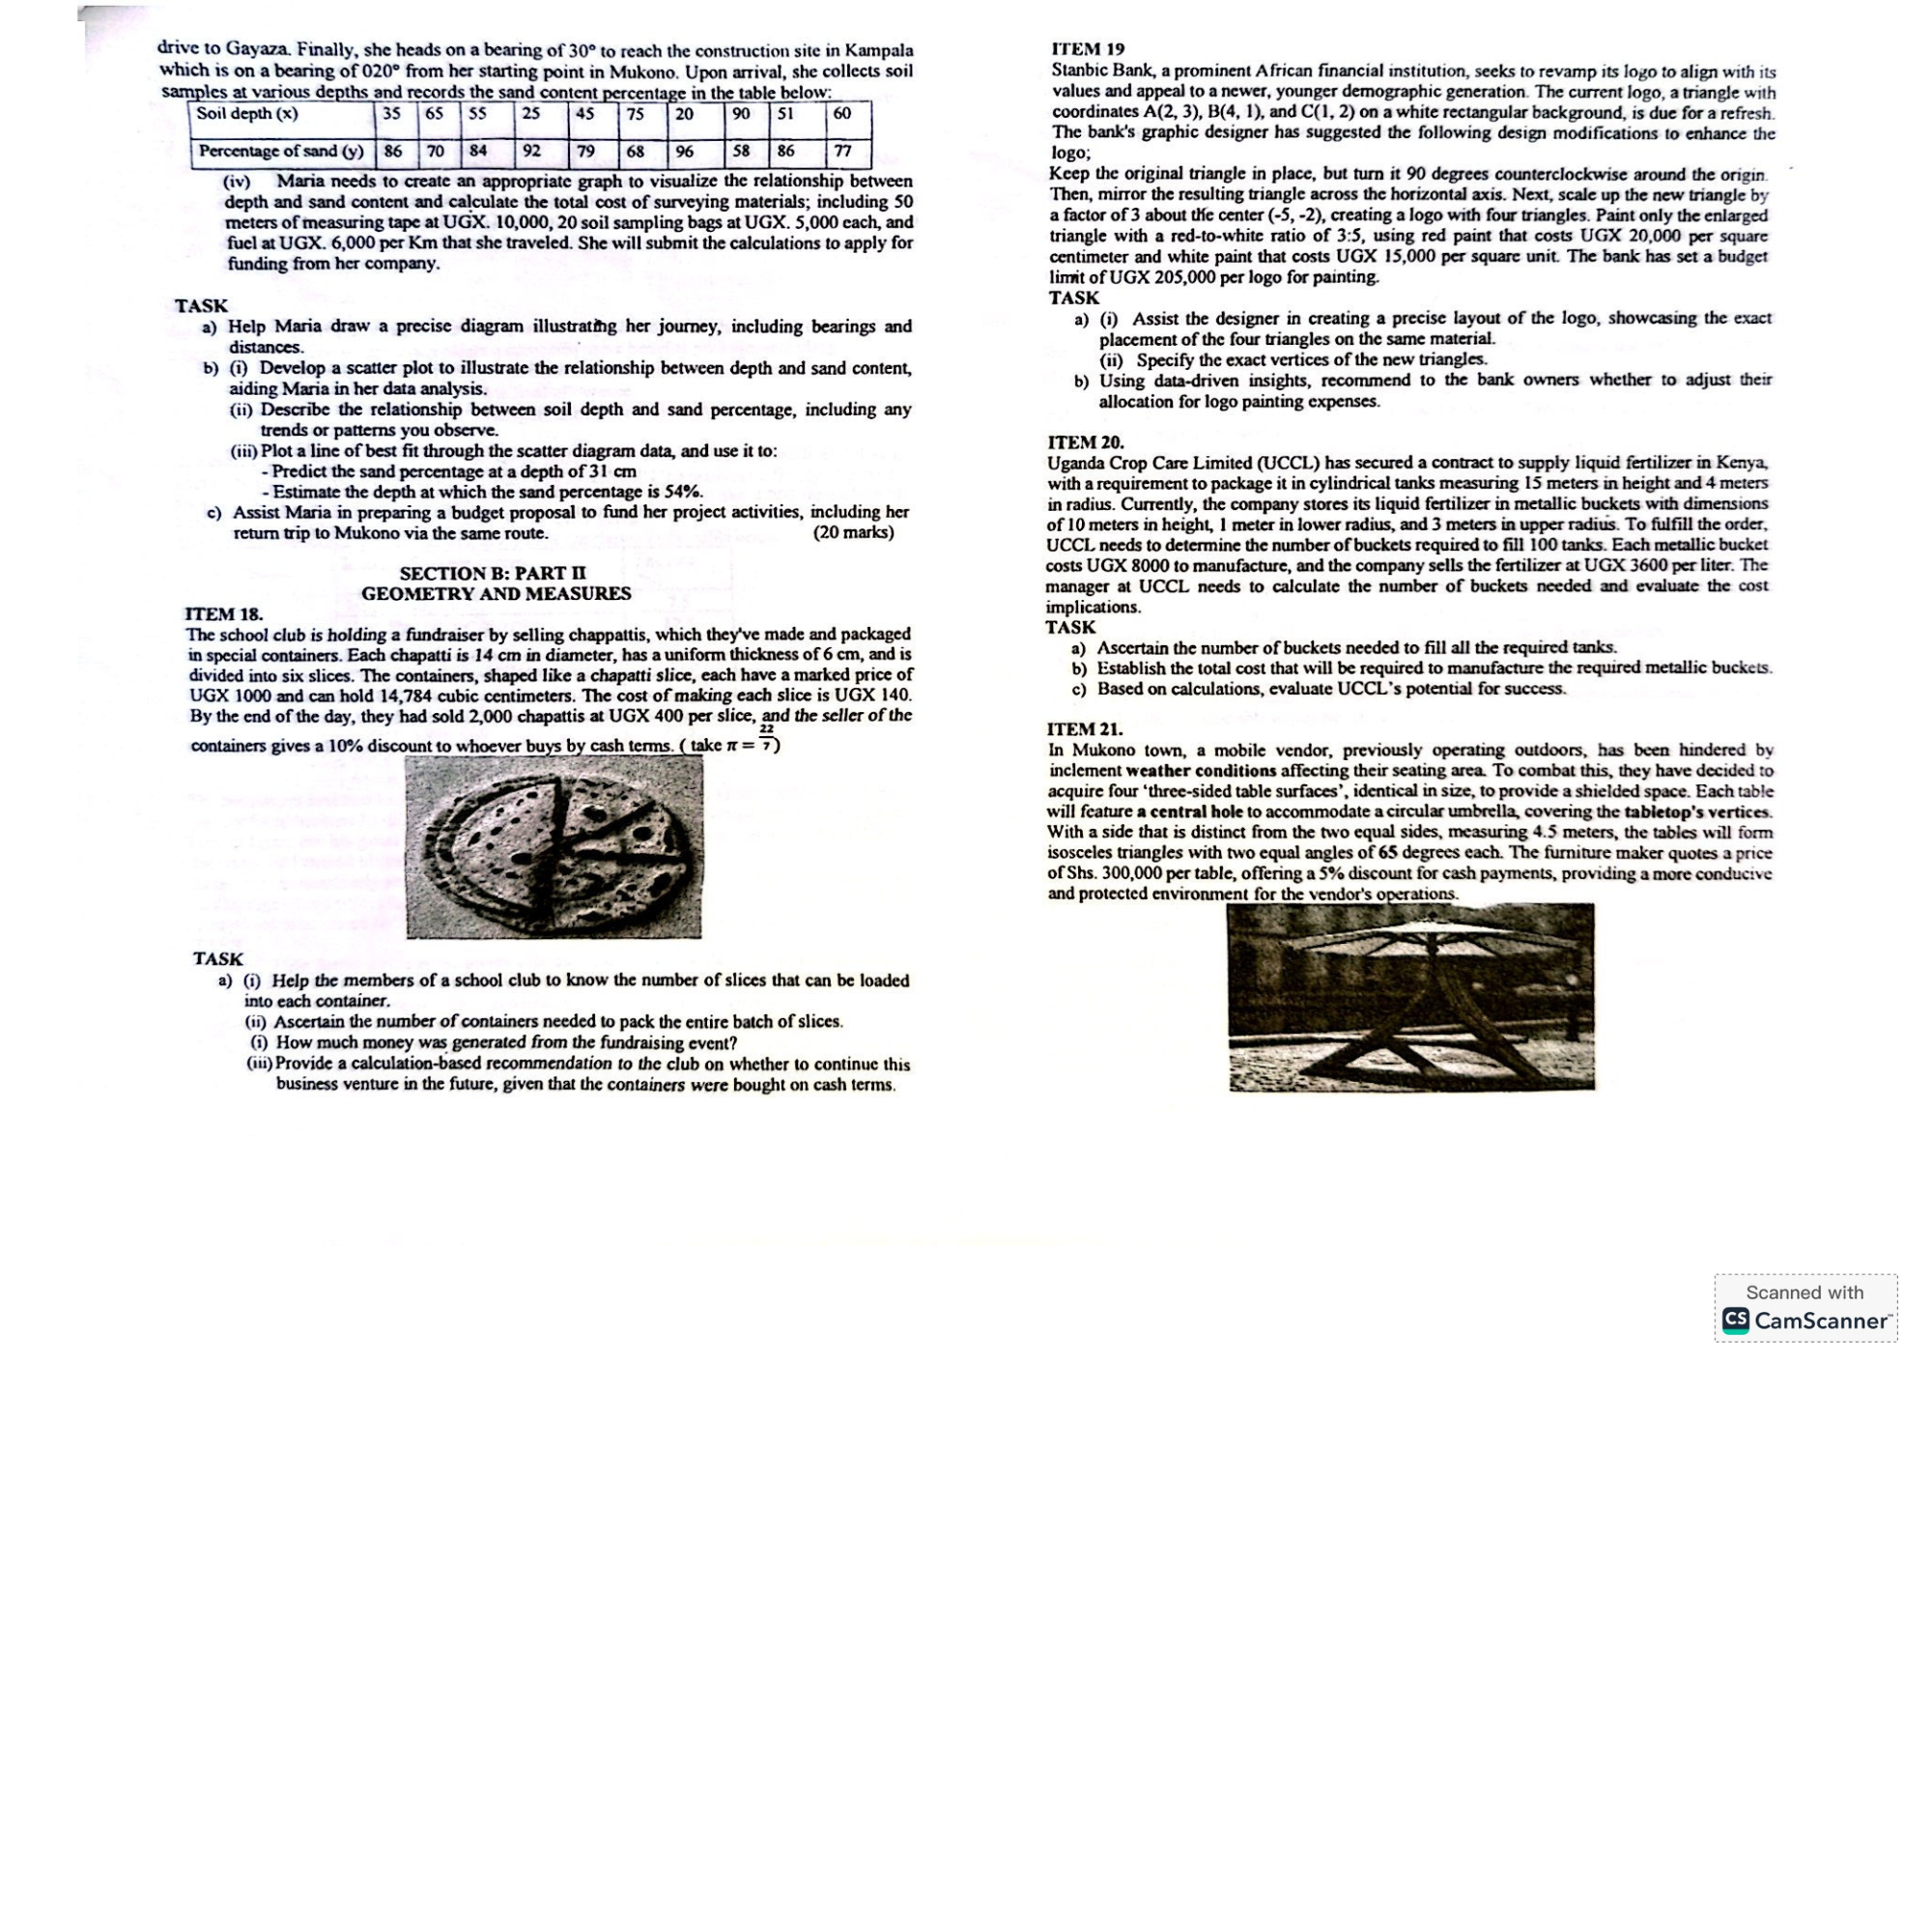 drive to Gayaza. Finally, she heads on a bearing of 30° to reach the construction site in Kampala
which is on a bearing of 020° from her starting point in Mukono. Upon arrival, she collects soil
samples at various depths and records the sand content percentage in the table below:
Soil depth (x) 35 65 55 25 45 75 20 90 51 60
Percentage of sand (y) 86 70 84 92 79 68 96 58 86 77
(iv) Maria needs to create an appropriate graph to visualize the relationship between
depth and sand content and calculate the total cost of surveying materials; including 50
meters of measuring tape at UGX. 10,000, 20 soil sampling bags at UGX. 5,000 each, and
fuel at UGX. 6,000 per Km that she traveled. She will submit the calculations to apply for
funding from her company.
TASK
a) Help Maria draw a precise diagram illustrating her journey, including bearings and
distances.
b) (i) Develop a scatter plot to illustrate the relationship between depth and sand content,
aiding Maria in her data analysis.
(ii) Describe the relationship between soil depth and sand percentage, including any
trends or patterns you observe.
(iii) Plot a line of best fit through the scatter diagram data, and use it to:
- Predict the sand percentage at a depth of 31 cm
- Estimate the depth at which the sand percentage is 54%.
c) Assist Maria in preparing a budget proposal to fund her project activities, including her
return trip to Mukono via the same route. (20 marks)
SECTION B: PART II
GEOMETRY AND MEASURES
ITEM 18.
The school club is holding a fundraiser by selling chappattis, which they've made and packaged
in special containers. Each chapatti is 14 cm in diameter, has a uniform thickness of 6 cm, and is
divided into six slices. The containers, shaped like a chapatti slice, each have a marked price of
UGX 1000 and can hold 14,784 cubic centimeters. The cost of making each slice is UGX 140.
By the end of the day, they had sold 2,000 chapattis at UGX 400 per slice, and the seller of the
containers gives a 10% discount to whoever buys by cash terms. ( take π = 22/7)
TASK
a) (i) Help the members of a school club to know the number of slices that can be loaded
into each container.
(ii) Ascertain the number of containers needed to pack the entire batch of slices.
(i) How much money was generated from the fundraising event?
(iii) Provide a calculation-based recommendation to the club on whether to continue this
business venture in the future, given that the containers were bought on cash terms.
ITEM 19
Stanbic Bank, a prominent African financial institution, seeks to revamp its logo to align with its
values and appeal to a newer, younger demographic generation. The current logo, a triangle with
coordinates A(2, 3), B(4, 1), and C(1, 2) on a white rectangular background, is due for a refresh.
The bank's graphic designer has suggested the following design modifications to enhance the
logo;
Keep the original triangle in place, but turn it 90 degrees counterclockwise around the origin.
Then, mirror the resulting triangle across the horizontal axis. Next, scale up the new triangle by
a factor of 3 about the center (-5, -2), creating a logo with four triangles. Paint only the enlarged
triangle with a red-to-white ratio of 3:5, using red paint that costs UGX 20,000 per square
centimeter and white paint that costs UGX 15,000 per square unit. The bank has set a budget
limit of UGX 205,000 per logo for painting.
TASK
a) (i) Assist the designer in creating a precise layout of the logo, showcasing the exact
placement of the four triangles on the same material.
(ii) Specify the exact vertices of the new triangles.
b) Using data-driven insights, recommend to the bank owners whether to adjust their
allocation for logo painting expenses.
ITEM 20.
Uganda Crop Care Limited (UCCL) has secured a contract to supply liquid fertilizer in Kenya,
with a requirement to package it in cylindrical tanks measuring 15 meters in height and 4 meters
in radius. Currently, the company stores its liquid fertilizer in metallic buckets with dimensions
of 10 meters in height, 1 meter in lower radius, and 3 meters in upper radius. To fulfill the order,
UCCL needs to determine the number of buckets required to fill 100 tanks. Each metallic bucket
costs UGX 8000 to manufacture, and the company sells the fertilizer at UGX 3600 per liter. The
manager at UCCL needs to calculate the number of buckets needed and evaluate the cost
implications.
TASK
a) Ascertain the number of buckets needed to fill all the required tanks.
b) Establish the total cost that will be required to manufacture the required metallic buckets.
c) Based on calculations, evaluate UCCL's potential for success.
ITEM 21.
In Mukono town, a mobile vendor, previously operating outdoors, has been hindered by
inclement weather conditions affecting their seating area. To combat this, they have decided to
acquire four 'three-sided table surfaces', identical in size, to provide a shielded space. Each table
will feature a central hole to accommodate a circular umbrella, covering the tabletop's vertices.
With a side that is distinct from the two equal sides, measuring 4.5 meters, the tables will form
isosceles triangles with two equal angles of 65 degrees each. The furniture maker quotes a price
of Shs. 300,000 per table, offering a 5% discount for cash payments, providing a more conducive
and protected environment for the vendor's operations.
Scanned with
CS CamScanner™